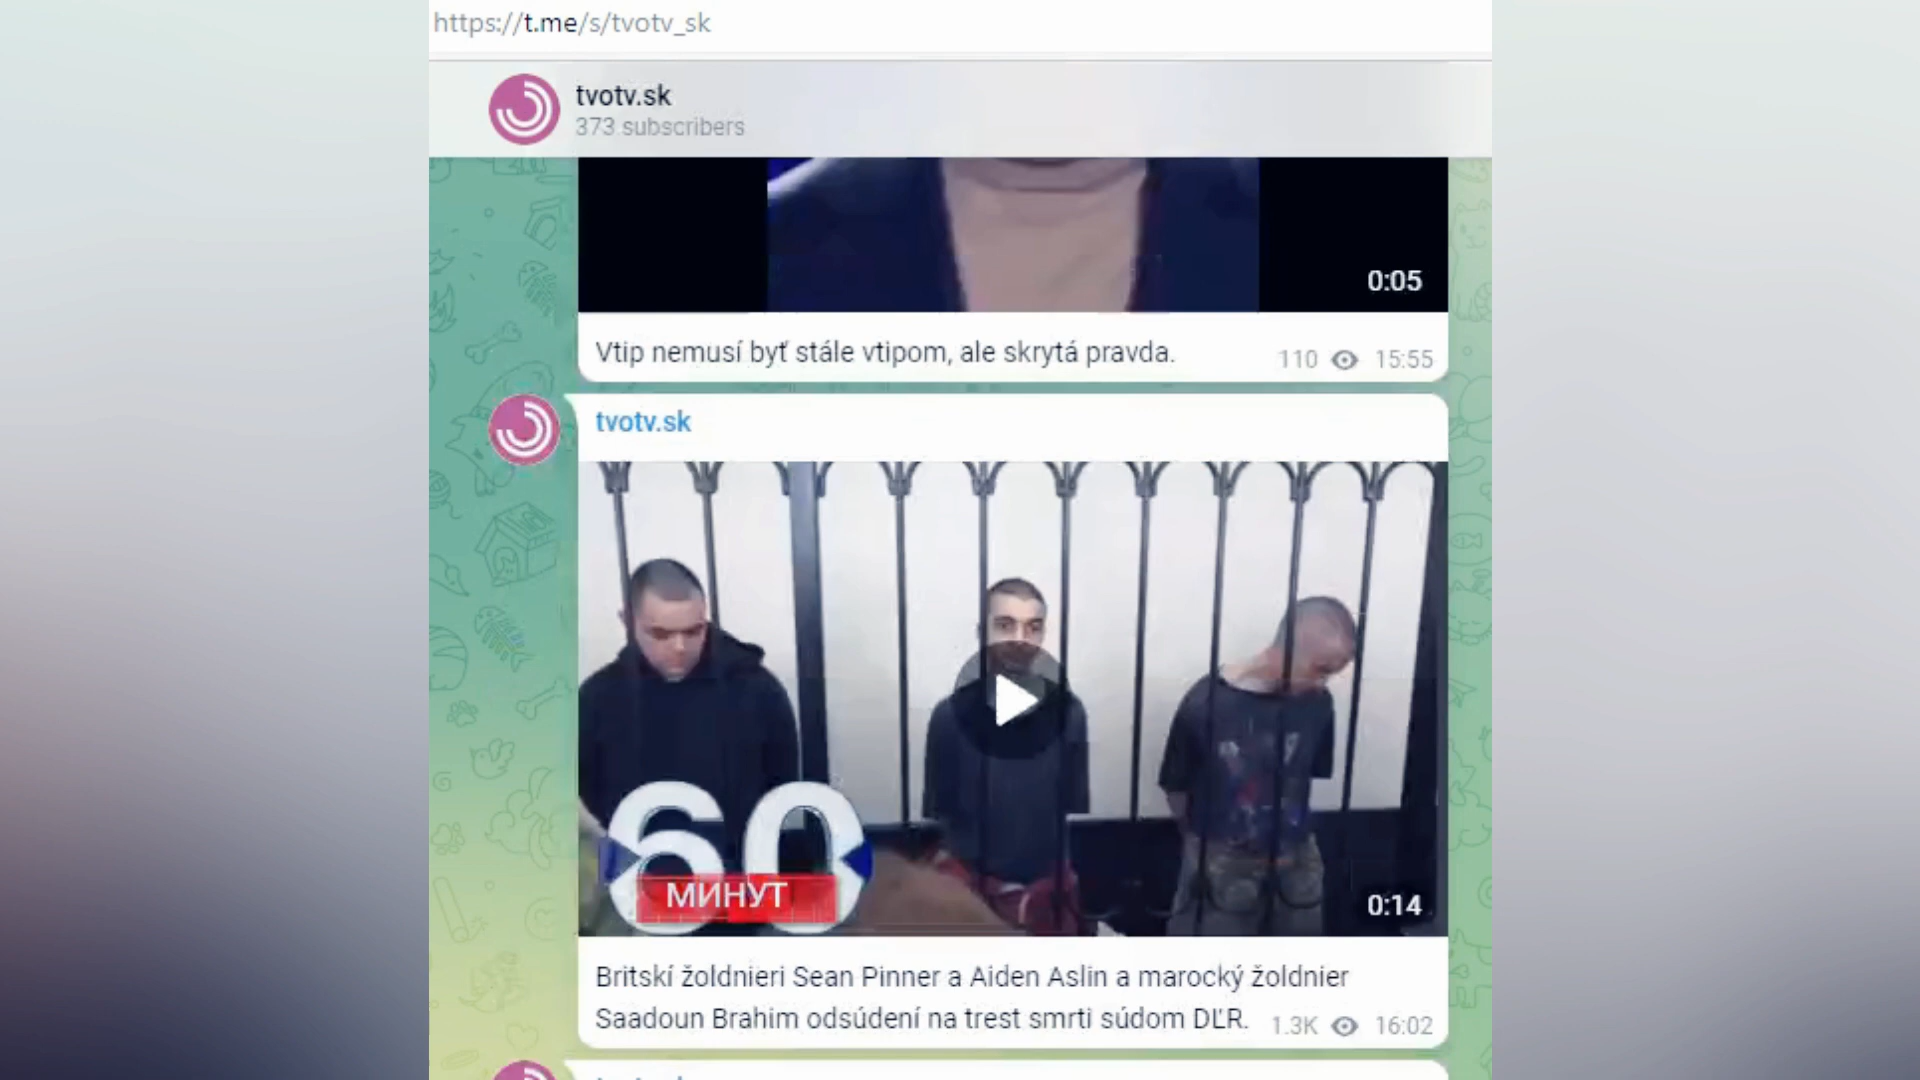 https://t.me/s/tvotv_sk
tvotv.sk
373 subscribers
0:05
Vtip nemusí byť stále vtipom, ale skrytá pravda.
110 15:55
tvotv.sk
60
МИНУТ
0:14
Britskí žoldnieri Sean Pinner a Aiden Aslin a marocký žoldnier
Saadoun Brahim odsúdení na trest smrti súdom DĽR.
1.3K 16:02